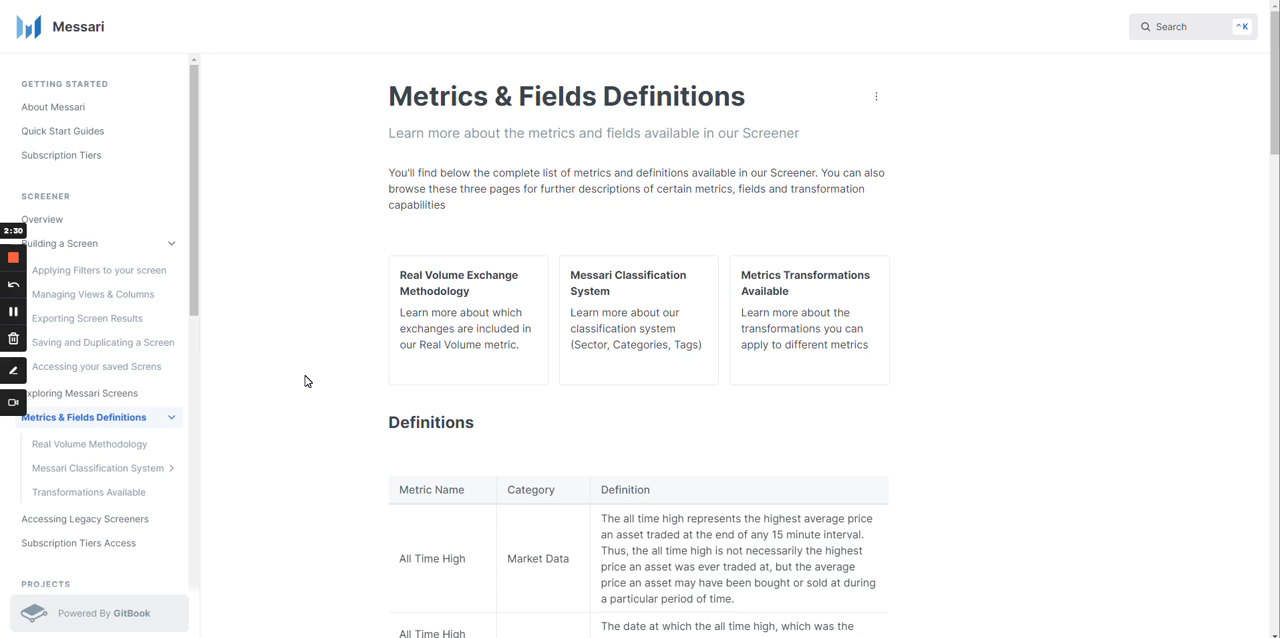 Messari
Search
^K
GETTING STARTED
About Messari
Quick Start Guides
Subscription Tiers
SCREENER
Overview
2:30
uilding a Screen
Applying Filters to your screen
Managing Views & Columns
Exporting Screen Results
Saving and Duplicating a Screen
Accessing your saved Screns
xploring Messari Screens
Metrics & Fields Definitions
Real Volume Methodology
Messari Classification System
Transformations Available
Accessing Legacy Screeners
Subscription Tiers Access
PROJECTS
Powered By GitBook
Metrics & Fields Definitions
Learn more about the metrics and fields available in our Screener
You'll find below the complete list of metrics and definitions available in our Screener. You can also
browse these three pages for further descriptions of certain metrics, fields and transformation
capabilities
Real Volume Exchange
Methodology
Learn more about which
exchanges are included in
our Real Volume metric.
Messari Classification
System
Learn more about our
classification system
(Sector, Categories, Tags)
Metrics Transformations
Available
Learn more about the
transformations you can
apply to different metrics
Definitions
Metric Name
Category
Definition
All Time High
Market Data
The all time high represents the highest average price
an asset traded at the end of any 15 minute interval.
Thus, the all time high is not necessarily the highest
price an asset was ever traded at, but the average
price an asset may have been bought or sold at during
a particular period of time.
All Time High
The date at which the all time high, which was the